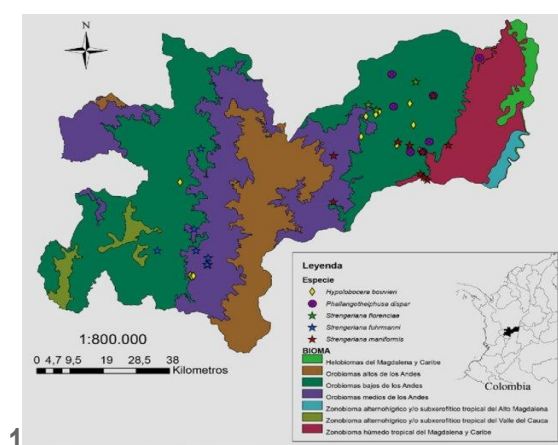 N
Leyenda
Especie
Hypolobocera bouvieri
Phallangothelphusa dispar
Strengeriana florenciae
Strengeriana fuhrmanni
Strengeriana maniformis
BIOMA
Helobiomas del Magdalena y Caribe
Orobiomas altos de los Andes
Orobiomas bajos de los Andes
Orobiomas medios de los Andes
Zonobioma alternohígrico y/o subxerofítico tropical del Alto Magdalena
Zonobioma alternohígrico y/o subxerofítico tropical del Valle del Cauca
Zonobioma húmedo tropical del Magdalena y Caribe
Colombia
1:800.000
0 4,7 9,5 19 28,5 38
Kilometros
1